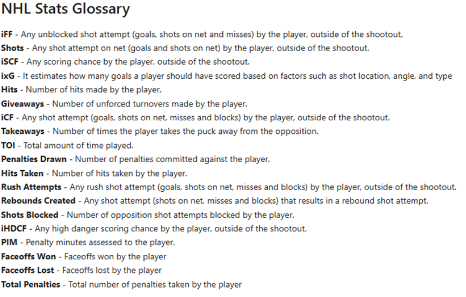 NHL Stats Glossary
iFF - Any unblocked shot attempt (goals, shots on net and misses) by the player, outside of the shootout.
Shots - Any shot attempt on net (goals and shots on net) by the player, outside of the shootout.
iSCF - Any scoring chance by the player, outside of the shootout.
ixG - It estimates how many goals a player should have scored based on factors such as shot location, angle, and type
Hits - Number of hits made by the player.
Giveaways - Number of unforced turnovers made by the player.
iCF - Any shot attempt (goals, shots on net, misses and blocks) by the player, outside of the shootout.
Takeaways - Number of times the player takes the puck away from the opposition.
TOI - Total amount of time played.
Penalties Drawn - Number of penalties committed against the player.
Hits Taken - Number of hits taken by the player.
Rush Attempts - Any rush shot attempt (goals, shots on net, misses and blocks) by the player, outside of the shootout.
Rebounds Created - Any shot attempt (shots on net, misses and blocks) that results in a rebound shot attempt.
Shots Blocked - Number of opposition shot attempts blocked by the player.
iHDCF - Any high danger scoring chance by the player, outside of the shootout.
PIM - Penalty minutes assessed to the player.
Faceoffs Won - Faceoffs won by the player
Faceoffs Lost - Faceoffs lost by the player
Total Penalties - Total number of penalties taken by the player